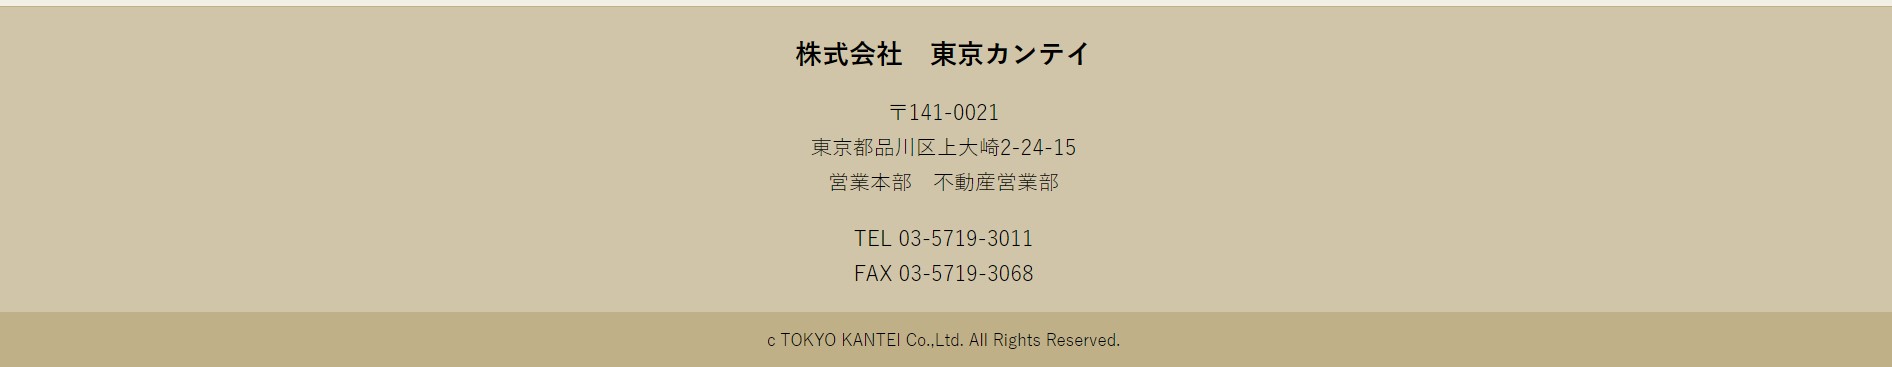 株式会社　東京カンテイ
〒141-0021
東京都品川区上大崎2-24-15
営業本部　不動産営業部
TEL 03-5719-3011
FAX 03-5719-3068
c TOKYO KANTEI Co.,Ltd. All Rights Reserved.